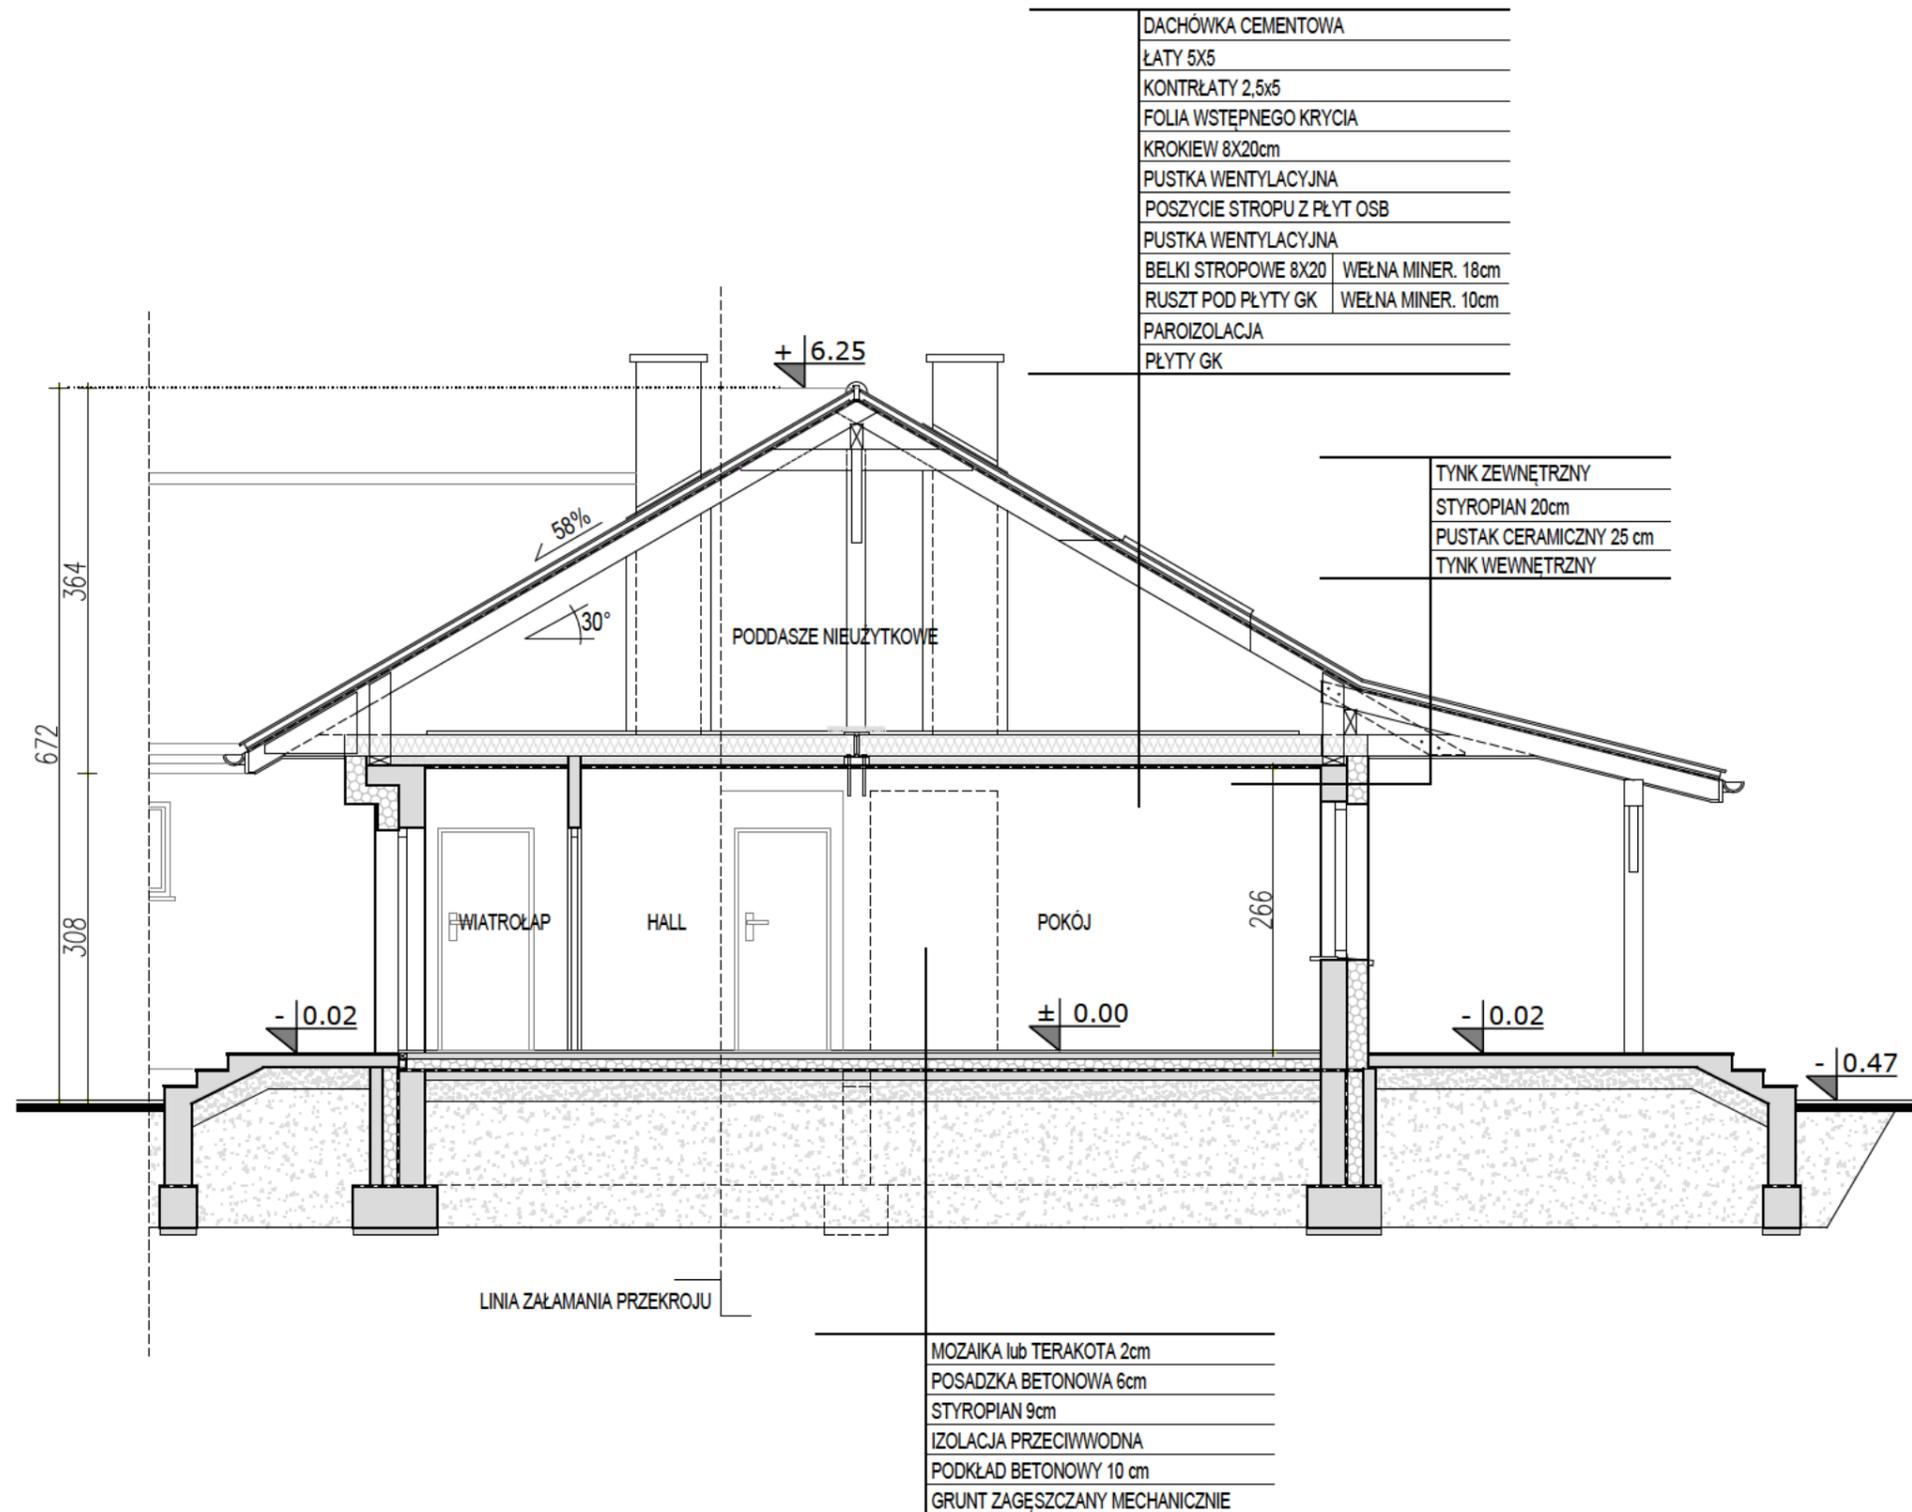 DACHÓWKA CEMENTOWA
ŁATY 5X5
KONTRŁATY 2,5x5
FOLIA WSTĘPNEGO KRYCIA
KROKIEW 8X20cm
PUSTKA WENTYLACYJNA
POSZYCIE STROPU Z PŁYT OSB
PUSTKA WENTYLACYJNA
BELKI STROPOWE 8X20 WEŁNA MINER. 18cm
RUSZT POD PŁYTY GK WEŁNA MINER. 10cm
PAROIZOLACJA
PŁYTY GK
+ 6.25
TYNK ZEWNĘTRZNY
STYROPIAN 20cm
PUSTAK CERAMICZNY 25 cm
TYNK WEWNĘTRZNY
58%
364
30°
PODDASZE NIEUŻYTKOWE
672
WIATROŁAP
HALL
POKÓJ
266
308
- 0.02
± 0.00
- 0.02
- 0.47
LINIA ZAŁAMANIA PRZEKROJU
MOZAIKA lub TERAKOTA 2cm
POSADZKA BETONOWA 6cm
STYROPIAN 9cm
IZOLACJA PRZECIWWODNA
PODKŁAD BETONOWY 10 cm
GRUNT ZAGĘSZCZANY MECHANICZNIE